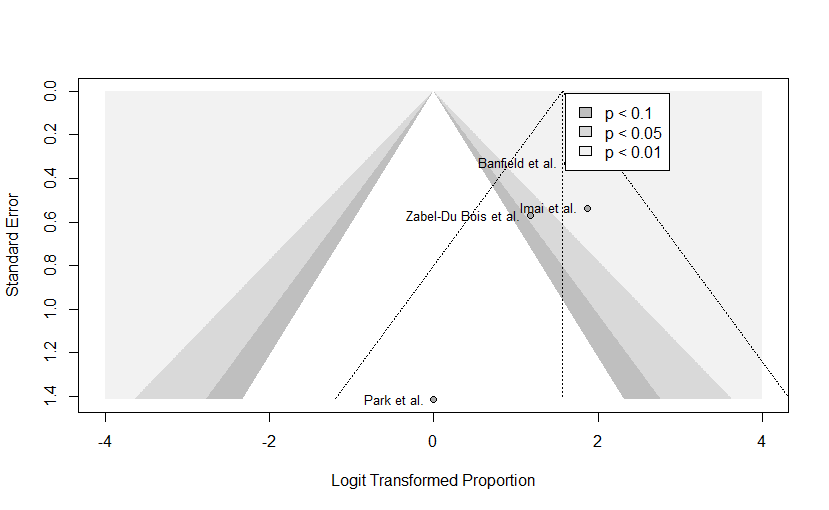 p < 0.1
p < 0.05
p < 0.01
Banfield et al.
Imai et al.
Zabel-Du Bois et al.
Park et al.
0.0
0.2
0.4
0.6
0.8
1.0
1.2
1.4
Standard Error
-4
-2
0
2
4
Logit Transformed Proportion